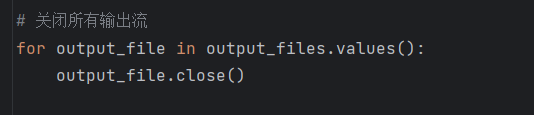 # 关闭所有输出流
for output_file in output_files.values():
    output_file.close()